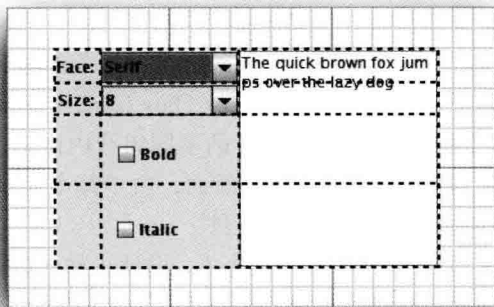 Face: Serif
The quick brown fox jum
ps over the lazy dog
Size: 8
Bold
Italic